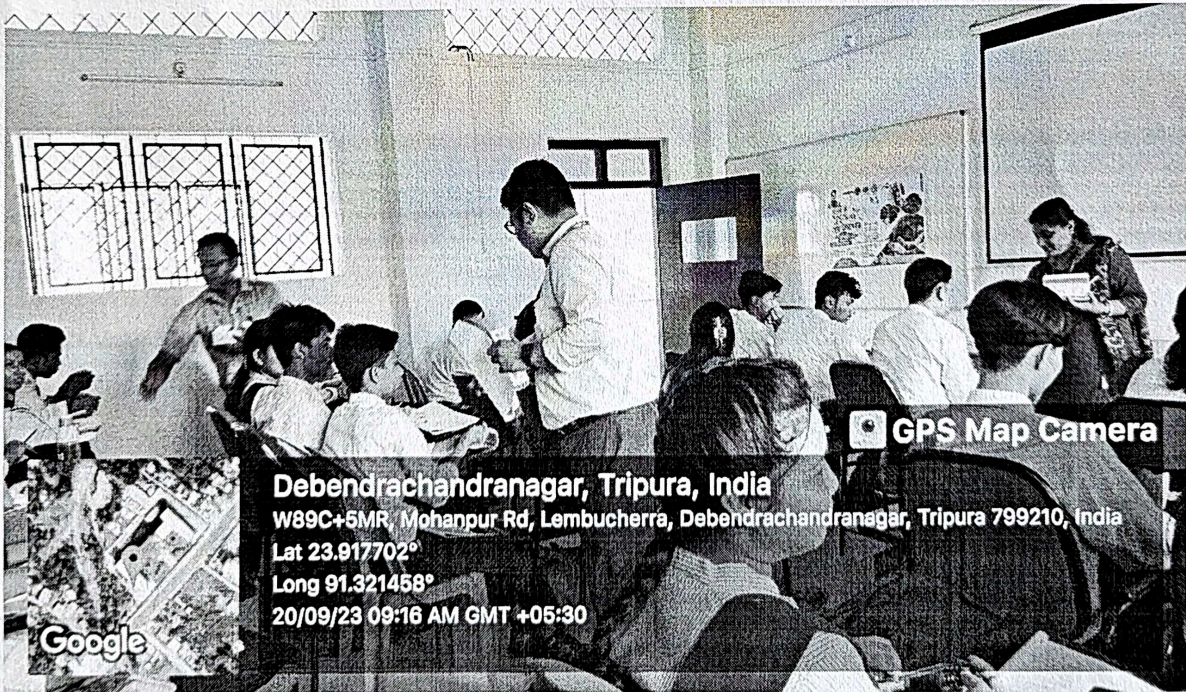 GPS Map Camera
Debendrachandranagar, Tripura, India
W89C+5MR, Mohanpur Rd, Lembucherra, Debendrachandranagar, Tripura 799210, India
Lat 23.917702°
Long 91.321458°
20/09/23 09:16 AM GMT +05:30
Google